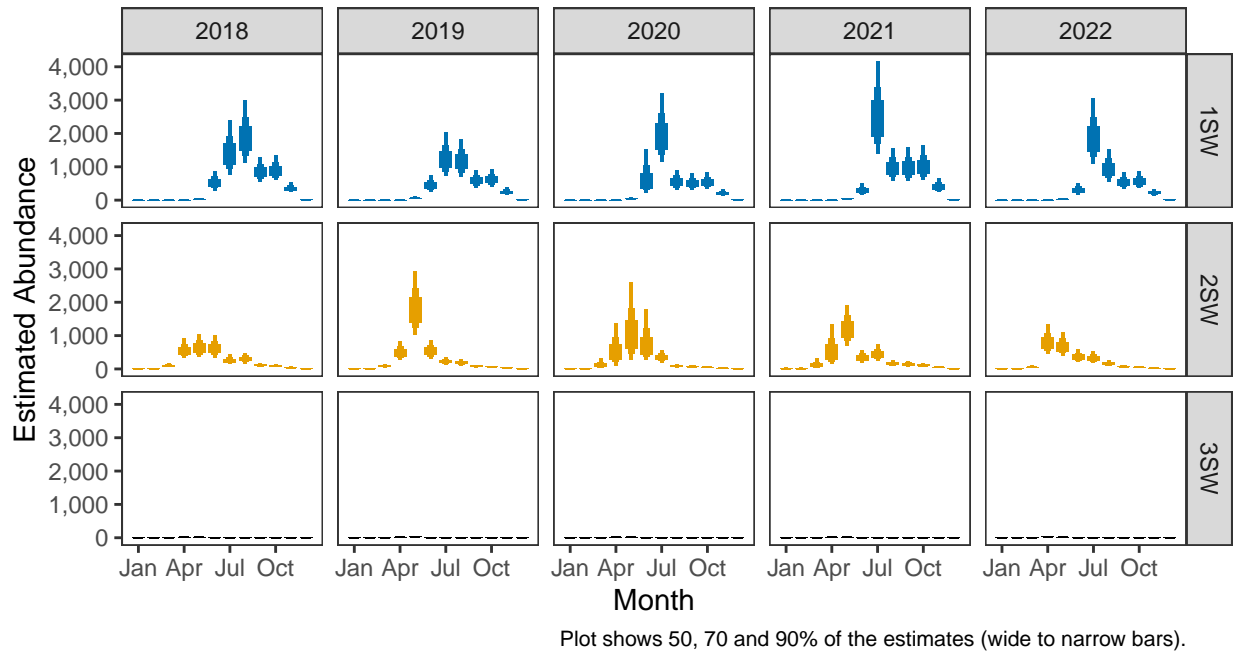 2018 2019 2020 2021 2022
Estimated Abundance
4,000
3,000
2,000
1,000
0
1SW
4,000
3,000
2,000
1,000
0
2SW
4,000
3,000
2,000
1,000
0
3SW
Jan Apr Jul Oct Jan Apr Jul Oct Jan Apr Jul Oct Jan Apr Jul Oct Jan Apr Jul Oct
Month
Plot shows 50, 70 and 90% of the estimates (wide to narrow bars).